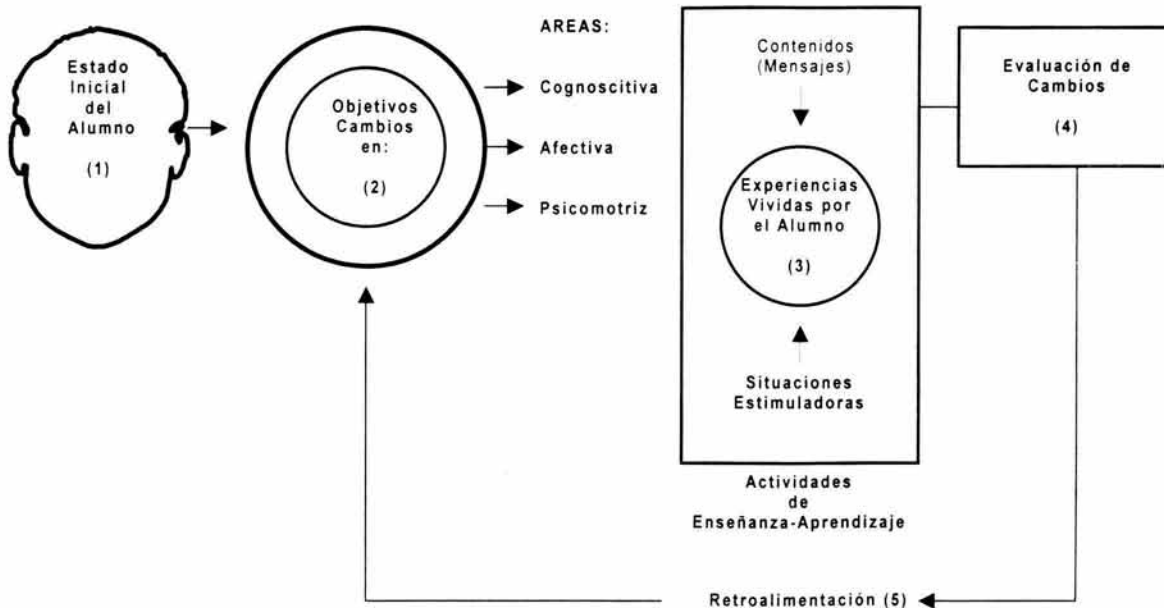 Estado
Inicial
del
Alumno
(1)
Objetivos
Cambios
en:
(2)
AREAS:
Cognoscitiva
Afectiva
Psicomotriz
Contenidos
(Mensajes)
Experiencias
Vividas por
el Alumno
(3)
Situaciones
Estimuladoras
Actividades
de
Enseñanza-Aprendizaje
Evaluación de
Cambios
(4)
Retroalimentación (5)